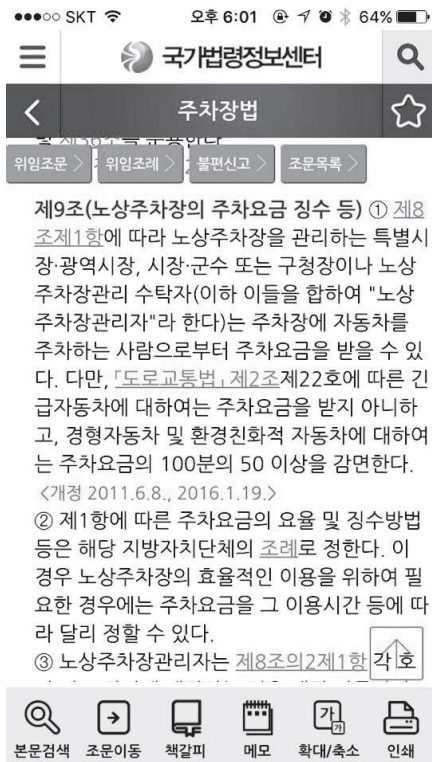 SKT 오후 6:01 64%
국가법령정보센터
주차장법
위임조문 > 위임조례 > 불편신고 > 조문목록 >
제9조(노상주차장의 주차요금 징수 등) ① 제8
조제1항에 따라 노상주차장을 관리하는 특별시
장·광역시장, 시장·군수 또는 구청장이나 노상
주차장관리 수탁자(이하 이들을 합하여 "노상
주차장관리자"라 한다)는 주차장에 자동차를
주차하는 사람으로부터 주차요금을 받을 수 있
다. 다만, 「도로교통법」 제2조제22호에 따른 긴
급자동차에 대하여는 주차요금을 받지 아니하
고, 경형자동차 및 환경친화적 자동차에 대하여
는 주차요금의 100분의 50 이상을 감면한다.
<개정 2011.6.8., 2016.1.19.>
② 제1항에 따른 주차요금의 요율 및 징수방법
등은 해당 지방자치단체의 조례로 정한다. 이
경우 노상주차장의 효율적인 이용을 위하여 필
요한 경우에는 주차요금을 그 이용시간 등에 따
라 달리 정할 수 있다.
③ 노상주차장관리자는 제8조의2제1항 각 호
본문검색 조문이동 책갈피 메모 확대/축소 인쇄